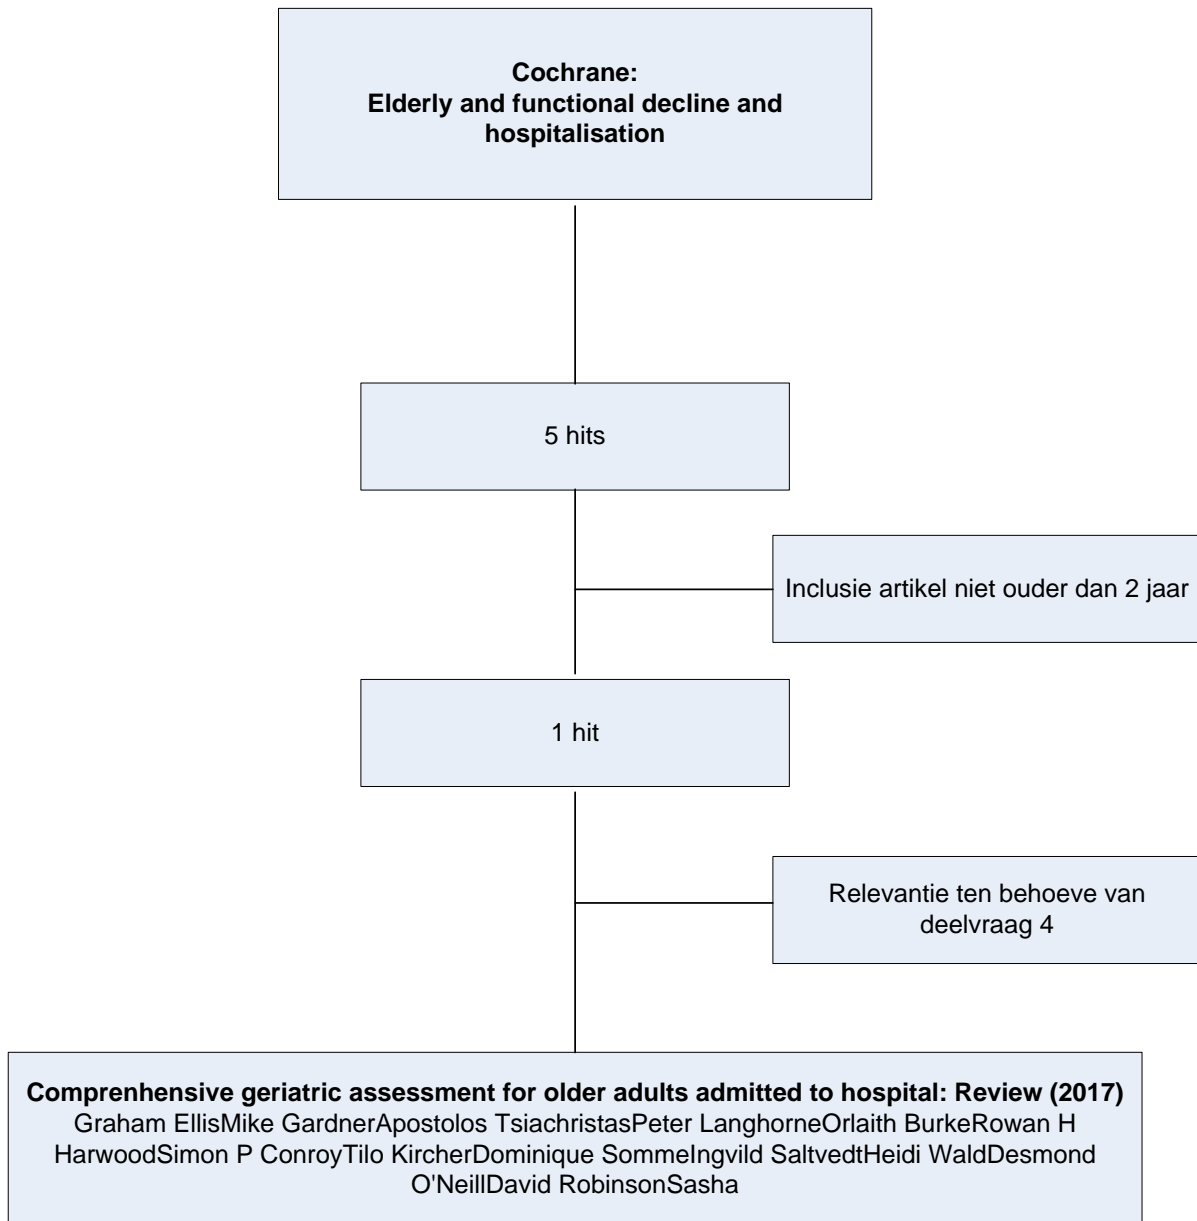 Cochrane:
Elderly and functional decline and
hospitalisation
5 hits
Inclusie artikel niet ouder dan 2 jaar
1 hit
Relevantie ten behoeve van
deelvraag 4
Comprenhensive geriatric assessment for older adults admitted to hospital: Review (2017)
Graham EllisMike GardnerApostolos TsiachristasPeter LanghorneOrlaith BurkeRowan H
HarwoodSimon P ConroyTilo KircherDominique SommeIngvild SaltvedtHeidi WaldDesmond
O'NeillDavid RobinsonSasha